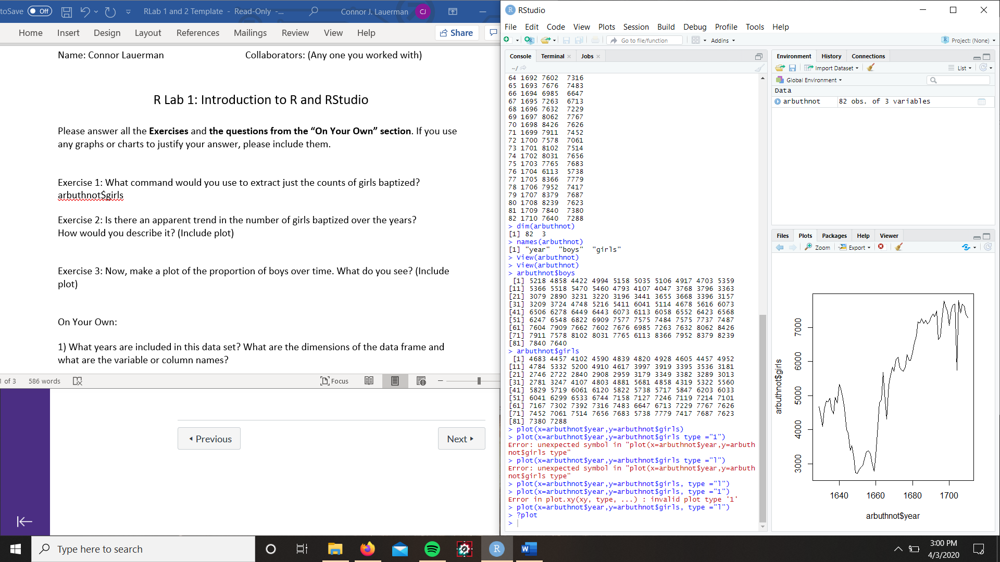 toSave Off RLab 1 and 2 Template - Read-Only -... Connor J. Lauerman CJ
Home Insert Design Layout References Mailings Review View Help Share
Name: Connor Lauerman Collaborators: (Any one you worked with)
R Lab 1: Introduction to R and RStudio
Please answer all the Exercises and the questions from the “On Your Own” section. If you use
any graphs or charts to justify your answer, please include them.
Exercise 1: What command would you use to extract just the counts of girls baptized?
arbuthnot$girls
Exercise 2: Is there an apparent trend in the number of girls baptized over the years?
How would you describe it? (Include plot)
Exercise 3: Now, make a plot of the proportion of boys over time. What do you see? (Include
plot)
On Your Own:
1) What years are included in this data set? What are the dimensions of the data frame and
what are the variable or column names?
1 of 3 586 words Focus
Previous Next
RStudio
File Edit Code View Plots Session Build Debug Profile Tools Help
Go to file/function Addins Project: (None)
Console Terminal Jobs
~/
64 1692 7602 7316
65 1693 7676 7483
66 1694 6985 6647
67 1695 7263 6713
68 1696 7632 7229
69 1697 8062 7767
70 1698 8426 7626
71 1699 7911 7452
72 1700 7578 7061
73 1701 8102 7514
74 1702 8031 7656
75 1703 7765 7683
76 1704 6113 5738
77 1705 8366 7779
78 1706 7952 7417
79 1707 8379 7687
80 1708 8239 7623
81 1709 7840 7380
82 1710 7640 7288
> dim(arbuthnot)
[1] 82 3
> names(arbuthnot)
[1] "year" "boys" "girls"
> View(arbuthnot)
> View(arbuthnot)
> arbuthnot$boys
[1] 5218 4858 4422 4994 5158 5035 5106 4917 4703 5359
[11] 5366 5518 5470 5460 4793 4107 4047 3768 3796 3363
[21] 3079 2890 3231 3220 3196 3441 3655 3668 3396 3157
[31] 3209 3724 4748 5216 5411 6041 5114 4678 5616 6073
[41] 6506 6278 6449 6443 6073 6113 6058 6552 6423 6568
[51] 6247 6548 6822 6909 7577 7575 7484 7575 7737 7487
[61] 7604 7909 7662 7602 7676 6985 7263 7632 8062 8426
[71] 7911 7578 8102 8031 7765 6113 8366 7952 8379 8239
[81] 7840 7640
> arbuthnot$girls
[1] 4683 4457 4102 4590 4839 4820 4928 4605 4457 4952
[11] 4784 5332 5200 4910 4617 3997 3919 3395 3536 3181
[21] 2746 2722 2840 2908 2959 3179 3349 3382 3289 3013
[31] 2781 3247 4107 4803 4881 5681 4858 4319 5322 5560
[41] 5829 5719 6061 6120 5822 5738 5717 5847 6203 6033
[51] 6041 6299 6533 6744 7158 7127 7246 7119 7214 7101
[61] 7167 7302 7392 7316 7483 6647 6713 7229 7767 7626
[71] 7452 7061 7514 7656 7683 5738 7779 7417 7687 7623
[81] 7380 7288
> plot(x=arbuthnot$year,y=arbuthnot$girls)
> plot(x=arbuthnot$year,y=arbuthnot$girls type ="1")
Error: unexpected symbol in "plot(x=arbuthnot$year,y=arbuth
not$girls type"
> plot(x=arbuthnot$year,y=arbuthnot$girls type ="l")
Error: unexpected symbol in "plot(x=arbuthnot$year,y=arbuth
not$girls type"
> plot(x=arbuthnot$year,y=arbuthnot$girls, type ="l")
> plot(x=arbuthnot$year,y=arbuthnot$girls, type ="1")
Error in plot.xy(xy, type, ...) : invalid plot type '1'
> plot(x=arbuthnot$year,y=arbuthnot$girls, type ="l")
> ?plot
>
Environment History Connections
Import Dataset List
Global Environment
Data
arbuthnot 82 obs. of 3 variables
Files Plots Packages Help Viewer
Zoom Export
arbuthnot$girls
7000
6000
5000
4000
3000
1640 1660 1680 1700
arbuthnot$year
Type here to search
3:00 PM
4/3/2020